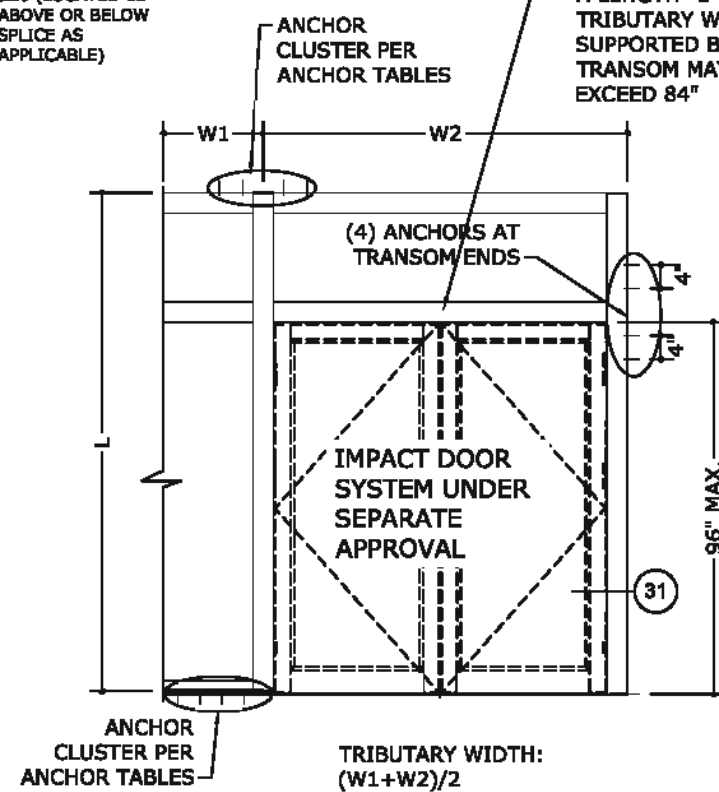 ABOVE OR BELOW
SPLICE AS
APPLICABLE)
ANCHOR
CLUSTER PER
ANCHOR TABLES
TRIBUTARY W
SUPPORTED B
TRANSOM MA
EXCEED 84"
W1
W2
(4) ANCHORS AT
TRANSOM ENDS
4"
4"
L
IMPACT DOOR
SYSTEM UNDER
SEPARATE
APPROVAL
96" MAX.
31
ANCHOR
CLUSTER PER
ANCHOR TABLES
TRIBUTARY WIDTH:
(W1+W2)/2